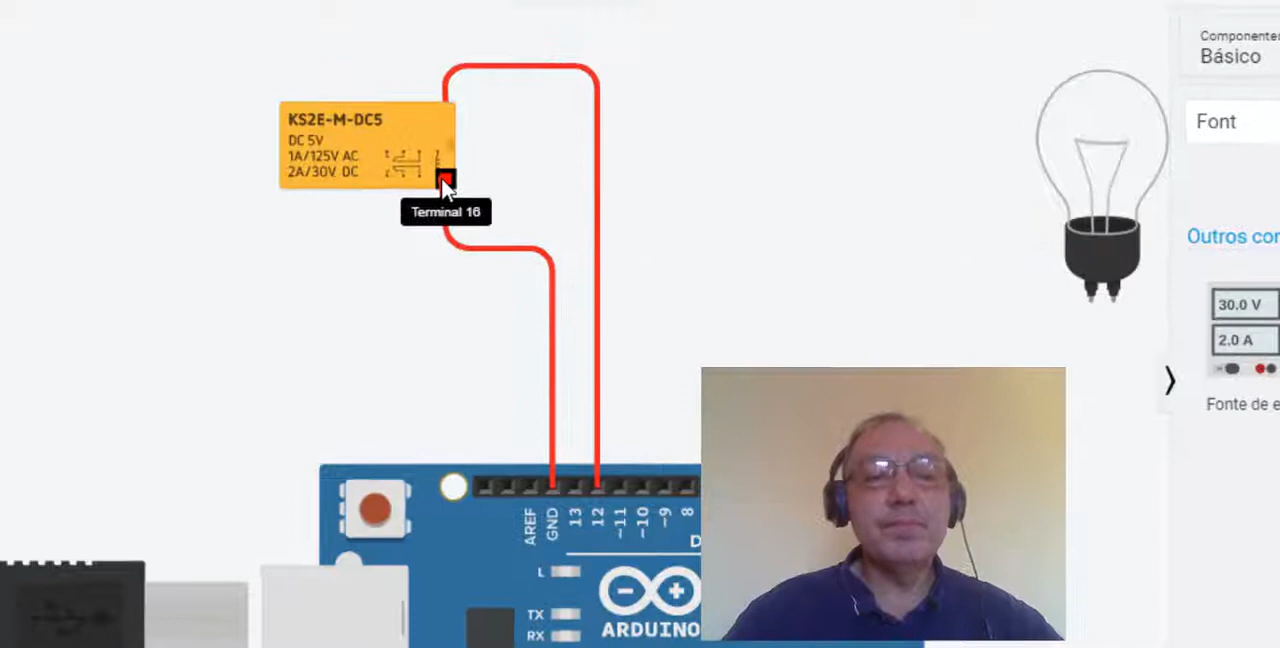 Componentes
Básico
Font
KS2E-M-DC5
DC 5V
1A/125V AC
2A/30V DC
Terminal 16
Outros
30.0 V
2.0 A
Fonte de
AREF
GND
13
12
~11
~10
~9
8
D
L
TX
RX
ARDUINO